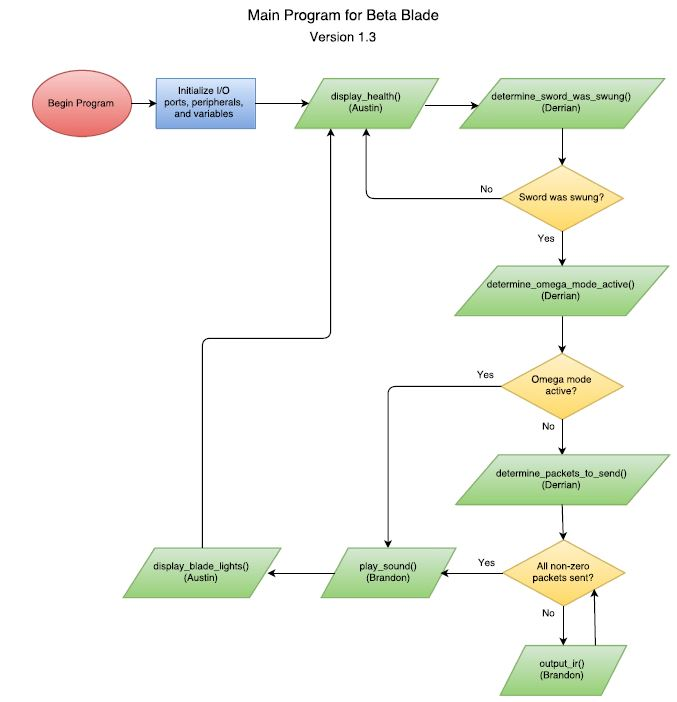 Main Program for Beta Blade
Version 1.3
Begin Program
Initialize I/O
ports, peripherals,
and variables
display_health()
(Austin)
determine_sword_was_swung()
(Derrian)
Sword was swung?
No
Yes
determine_omega_mode_active()
(Derrian)
Omega mode
active?
Yes
No
determine_packets_to_send()
(Derrian)
All non-zero
packets sent?
Yes
No
play_sound()
(Brandon)
display_blade_lights()
(Austin)
output_ir()
(Brandon)